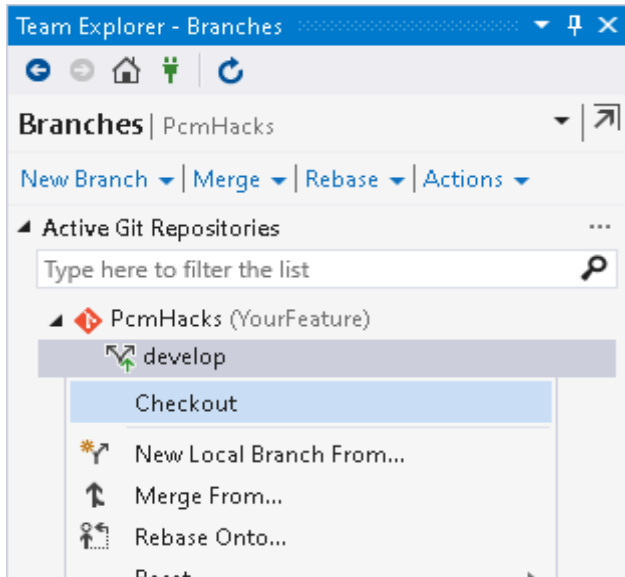 Team Explorer - Branches
Branches | PcmHacks
New Branch | Merge | Rebase | Actions
Active Git Repositories
Type here to filter the list
PcmHacks (YourFeature)
develop
Checkout
New Local Branch From...
Merge From...
Rebase Onto...